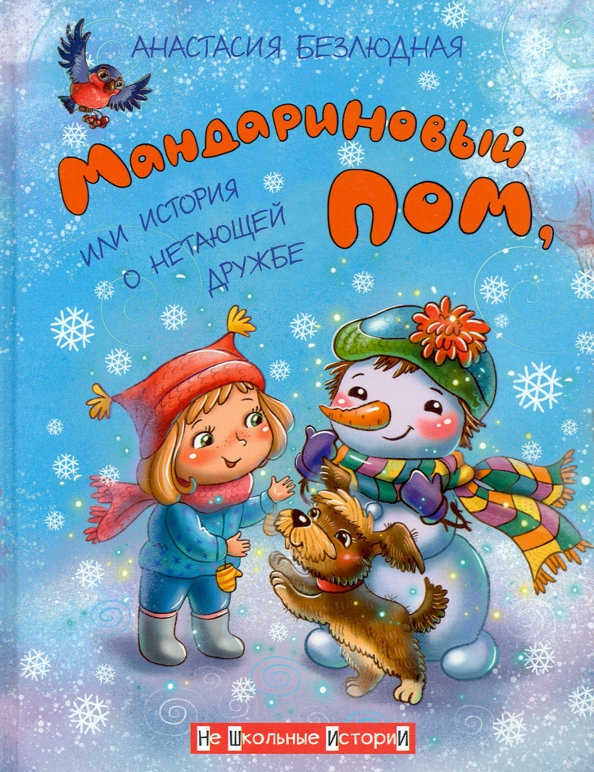 АНАСТАСИЯ БЕЗЛЮДНАЯ
Мандариновый
Пом,
ИЛИ ИСТОРИЯ
О НЕТАЮЩЕЙ
ДРУЖБЕ
Не Школьные ИсториИ